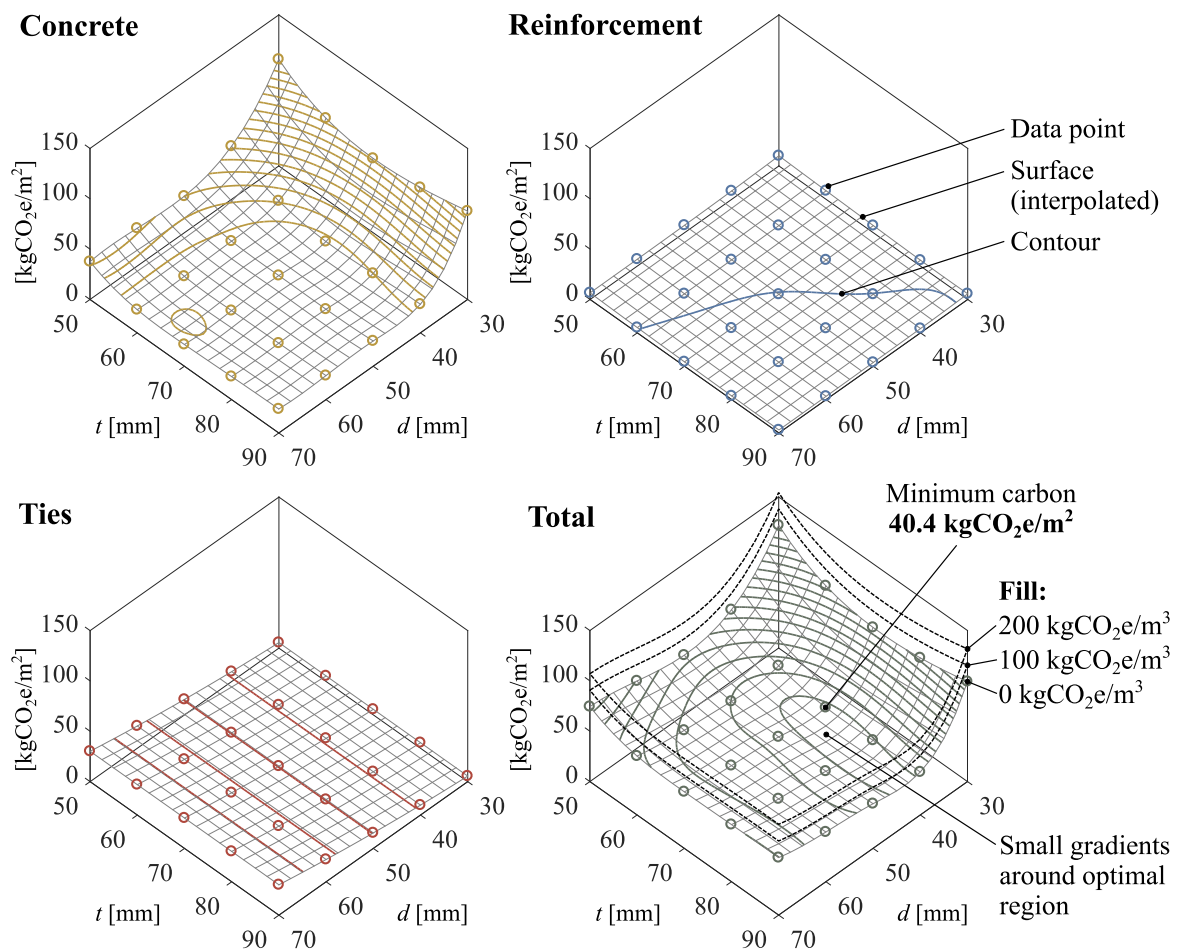 Concrete
150
100
50
0
[kgCO₂e/m²]
50
60
70
80
90
t [mm]
30
40
50
60
70
d [mm]
Reinforcement
150
100
50
0
[kgCO₂e/m²]
50
60
70
80
90
t [mm]
30
40
50
60
70
d [mm]
Data point
Surface
(interpolated)
Contour
Ties
150
100
50
0
[kgCO₂e/m²]
50
60
70
80
90
t [mm]
30
40
50
60
70
d [mm]
Total
150
100
50
0
[kgCO₂e/m²]
50
60
70
80
90
t [mm]
30
40
50
60
70
d [mm]
Minimum carbon
40.4 kgCO₂e/m²
Fill:
200 kgCO₂e/m³
100 kgCO₂e/m³
0 kgCO₂e/m³
Small gradients
around optimal
region